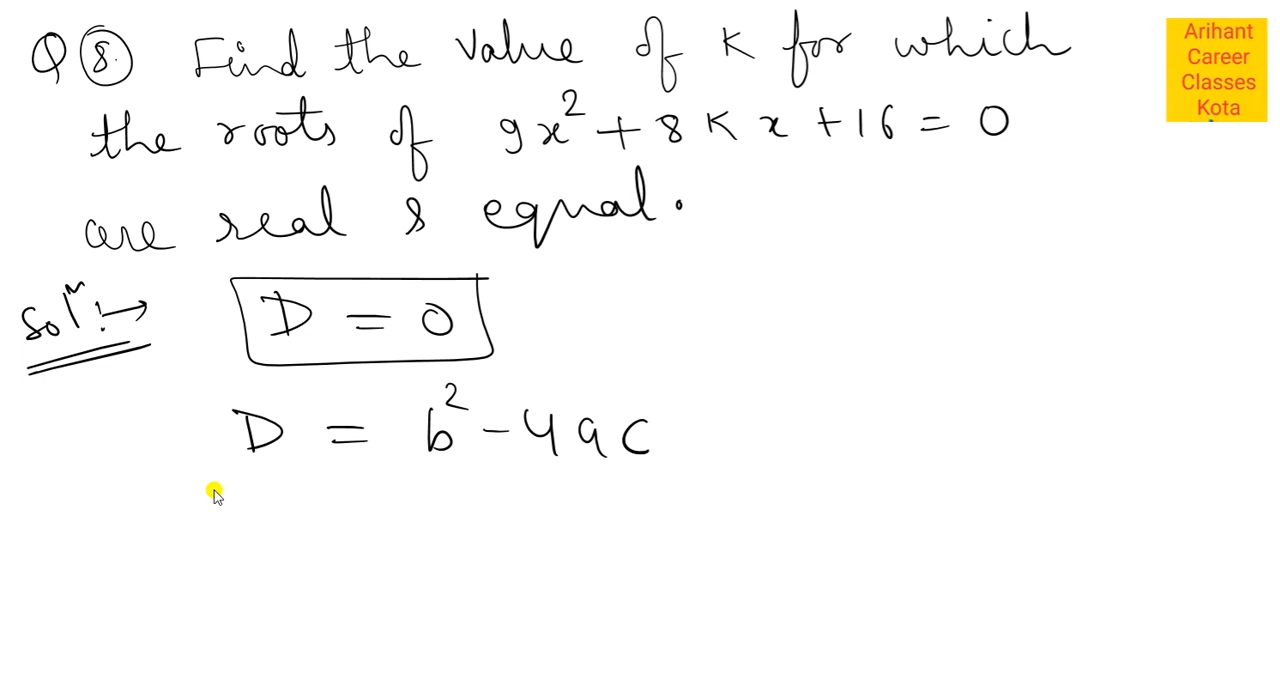 Q 8. Find the value of K for which
the roots of 9x² + 8Kx + 16 = 0
are real & equal.
Solⁿ :→ D = 0
D = b² - 4ac
Arihant
Career
Classes
Kota